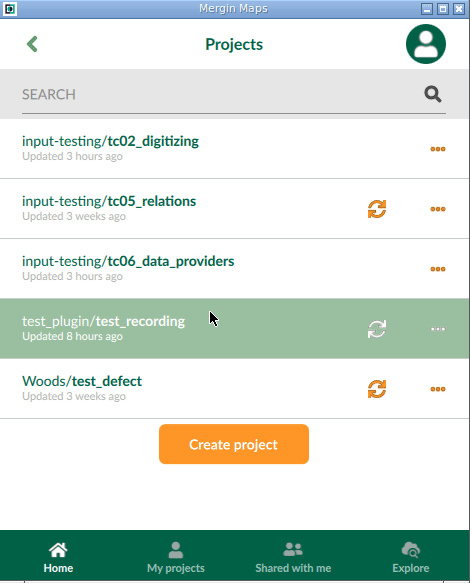 Mergin Maps
Projects
SEARCH
input-testing/tc02_digitizing
Updated 3 hours ago
input-testing/tc05_relations
Updated 3 weeks ago
input-testing/tc06_data_providers
Updated 3 hours ago
test_plugin/test_recording
Updated 8 hours ago
Woods/test_defect
Updated 3 weeks ago
Create project
Home My projects Shared with me Explore